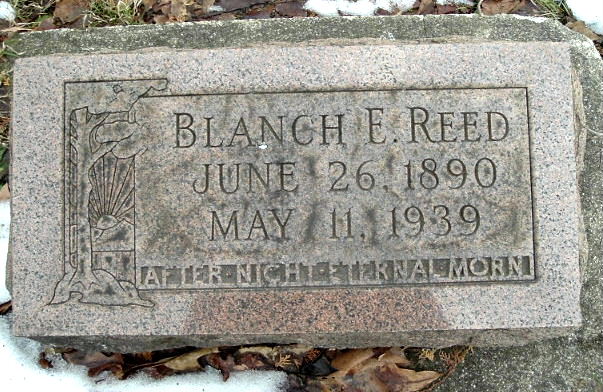 BLANCH E. REED
JUNE 26, 1890
MAY 11, 1939
AFTER·NIGHT·ETERNAL·MORN